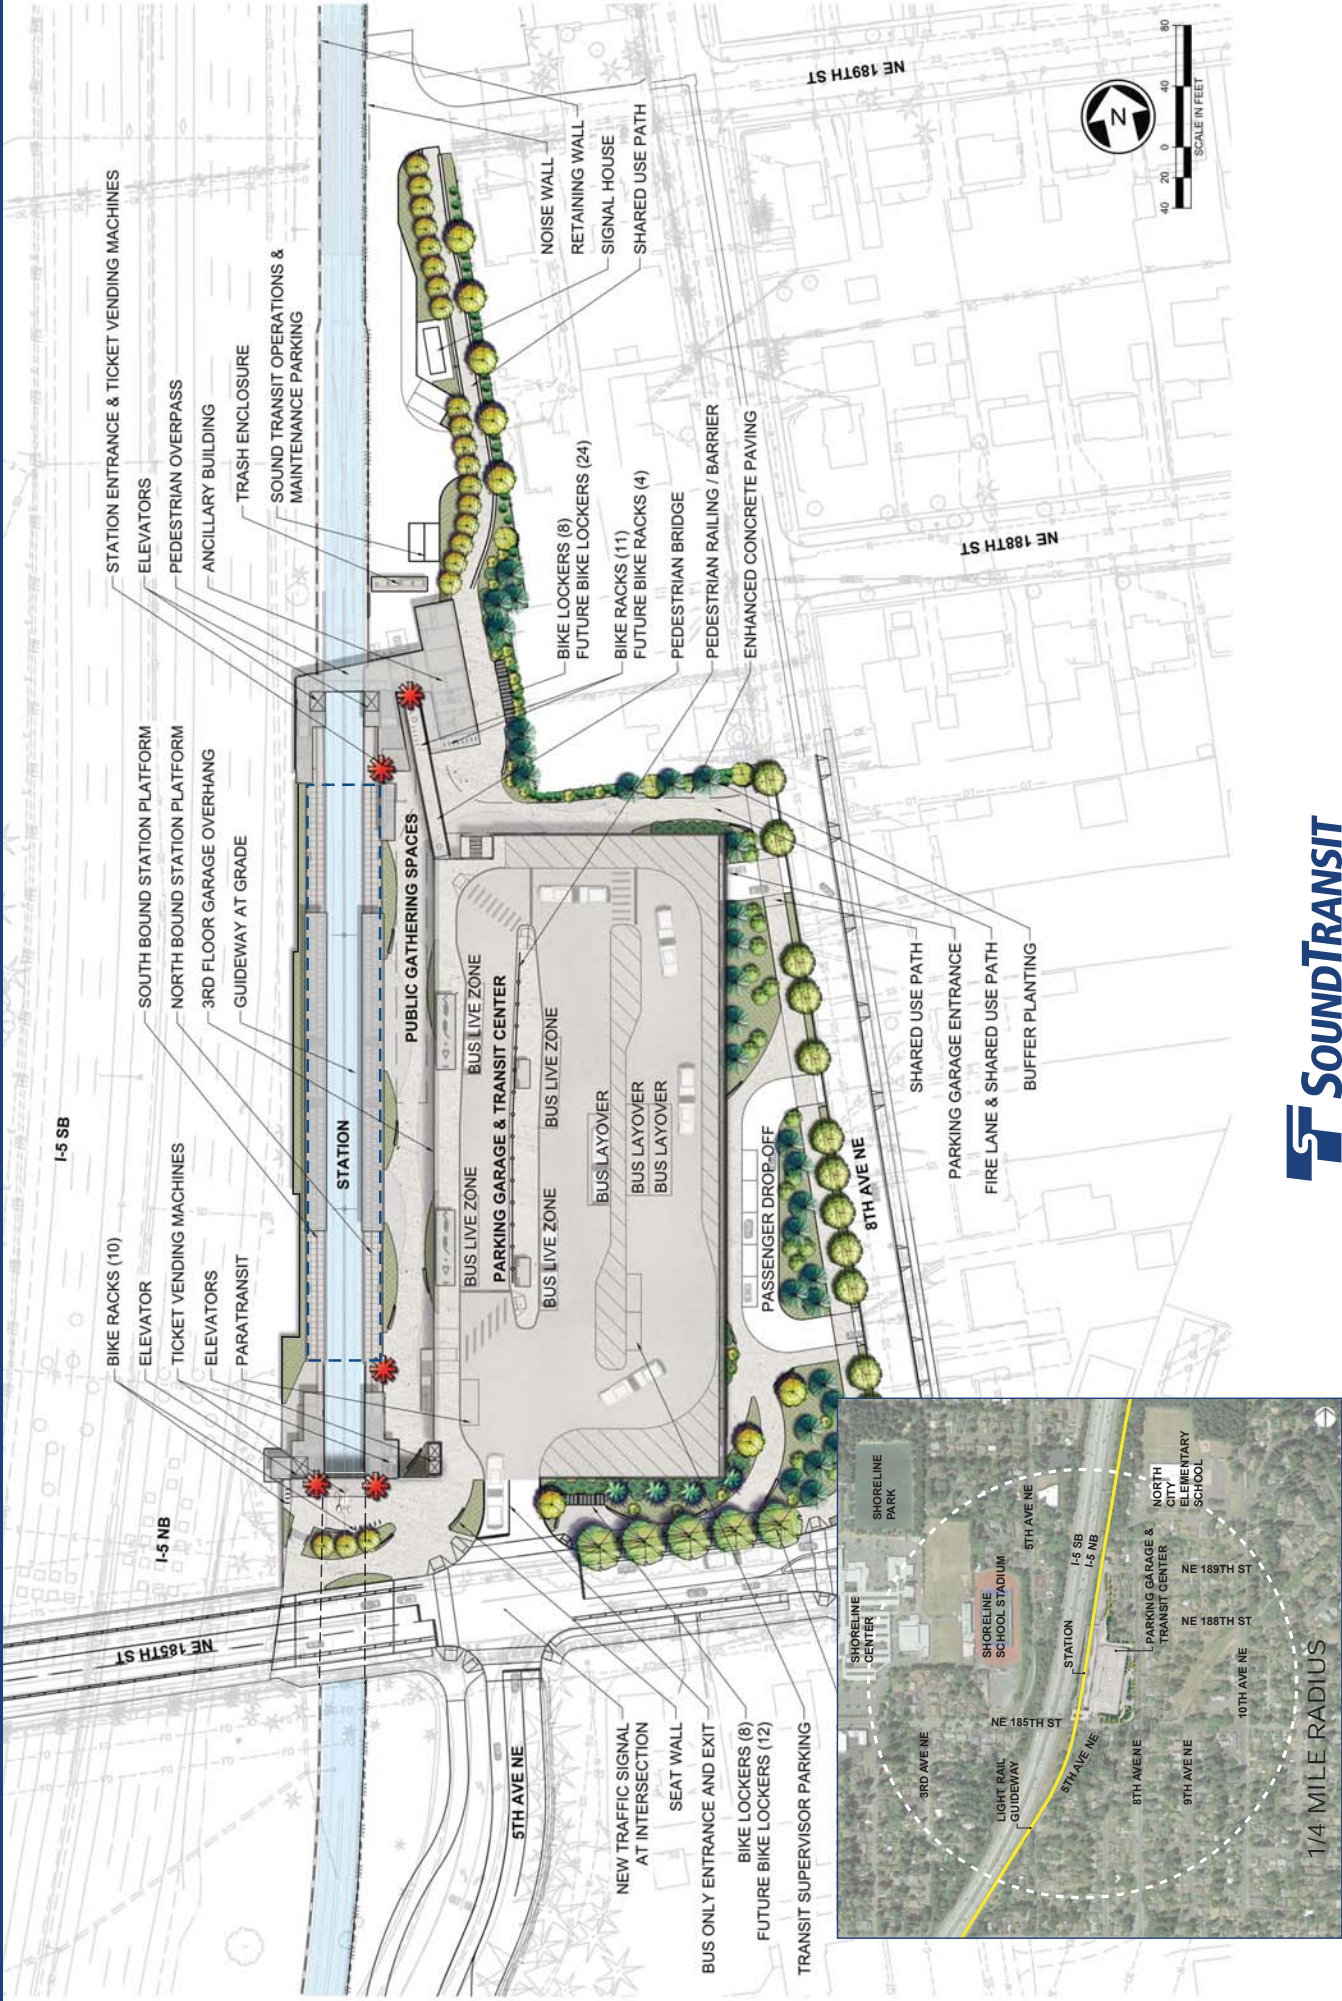 I-5 SB
I-5 NB
NE 185TH ST
5TH AVE NE
BIKE RACKS (10)
ELEVATOR
TICKET VENDING MACHINES
ELEVATORS
PARATRANSIT
SOUTH BOUND STATION PLATFORM
NORTH BOUND STATION PLATFORM
3RD FLOOR GARAGE OVERHANG
GUIDEWAY AT GRADE
STATION ENTRANCE & TICKET VENDING MACHINES
ELEVATORS
PEDESTRIAN OVERPASS
ANCILLARY BUILDING
TRASH ENCLOSURE
SOUND TRANSIT OPERATIONS &
MAINTENANCE PARKING
STATION
PUBLIC GATHERING SPACES
BUS LIVE ZONE
BUS LIVE ZONE
PARKING GARAGE & TRANSIT CENTER
BUS LIVE ZONE
BUS LIVE ZONE
BUS LAYOVER
BUS LAYOVER
BUS LAYOVER
PASSENGER DROP-OFF
8TH AVE NE
NOISE WALL
RETAINING WALL
SIGNAL HOUSE
SHARED USE PATH
BIKE LOCKERS (8)
FUTURE BIKE LOCKERS (24)
BIKE RACKS (11)
FUTURE BIKE RACKS (4)
PEDESTRIAN BRIDGE
PEDESTRIAN RAILING / BARRIER
ENHANCED CONCRETE PAVING
NE 189TH ST
NE 188TH ST
SHARED USE PATH
PARKING GARAGE ENTRANCE
FIRE LANE & SHARED USE PATH
BUFFER PLANTING
NEW TRAFFIC SIGNAL
AT INTERSECTION
SEAT WALL
BUS ONLY ENTRANCE AND EXIT
BIKE LOCKERS (8)
FUTURE BIKE LOCKERS (12)
TRANSIT SUPERVISOR PARKING
N
40 20 0 40 80
SCALE IN FEET
SHORELINE
CENTER
SHORELINE
PARK
SHORELINE
SCHOOL STADIUM
5TH AVE NE
3RD AVE NE
NE 185TH ST
LIGHT RAIL
GUIDEWAY
5TH AVE NE
STATION
I-5 SB
I-5 NB
NORTH
CITY
ELEMENTARY
SCHOOL
PARKING GARAGE &
TRANSIT CENTER
NE 189TH ST
NE 188TH ST
8TH AVE NE
9TH AVE NE
10TH AVE NE
1/4 MILE RADIUS
ST SOUNDTRANSIT